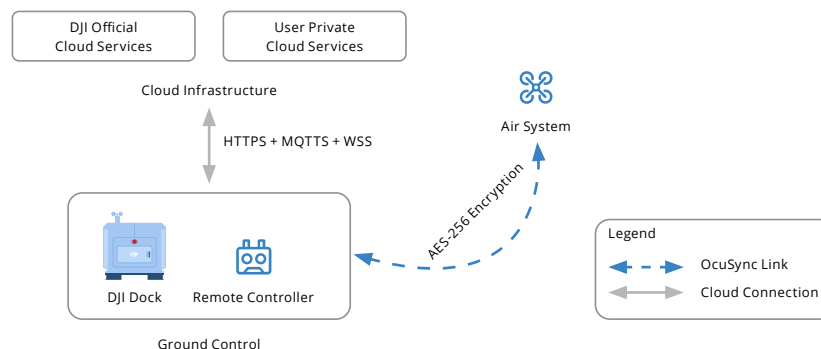 DJI Official
Cloud Services
User Private
Cloud Services
Cloud Infrastructure
HTTPS + MQTTS + WSS
Air System
AES-256 Encryption
DJI Dock
Remote Controller
Ground Control
Legend
OcuSync Link
Cloud Connection